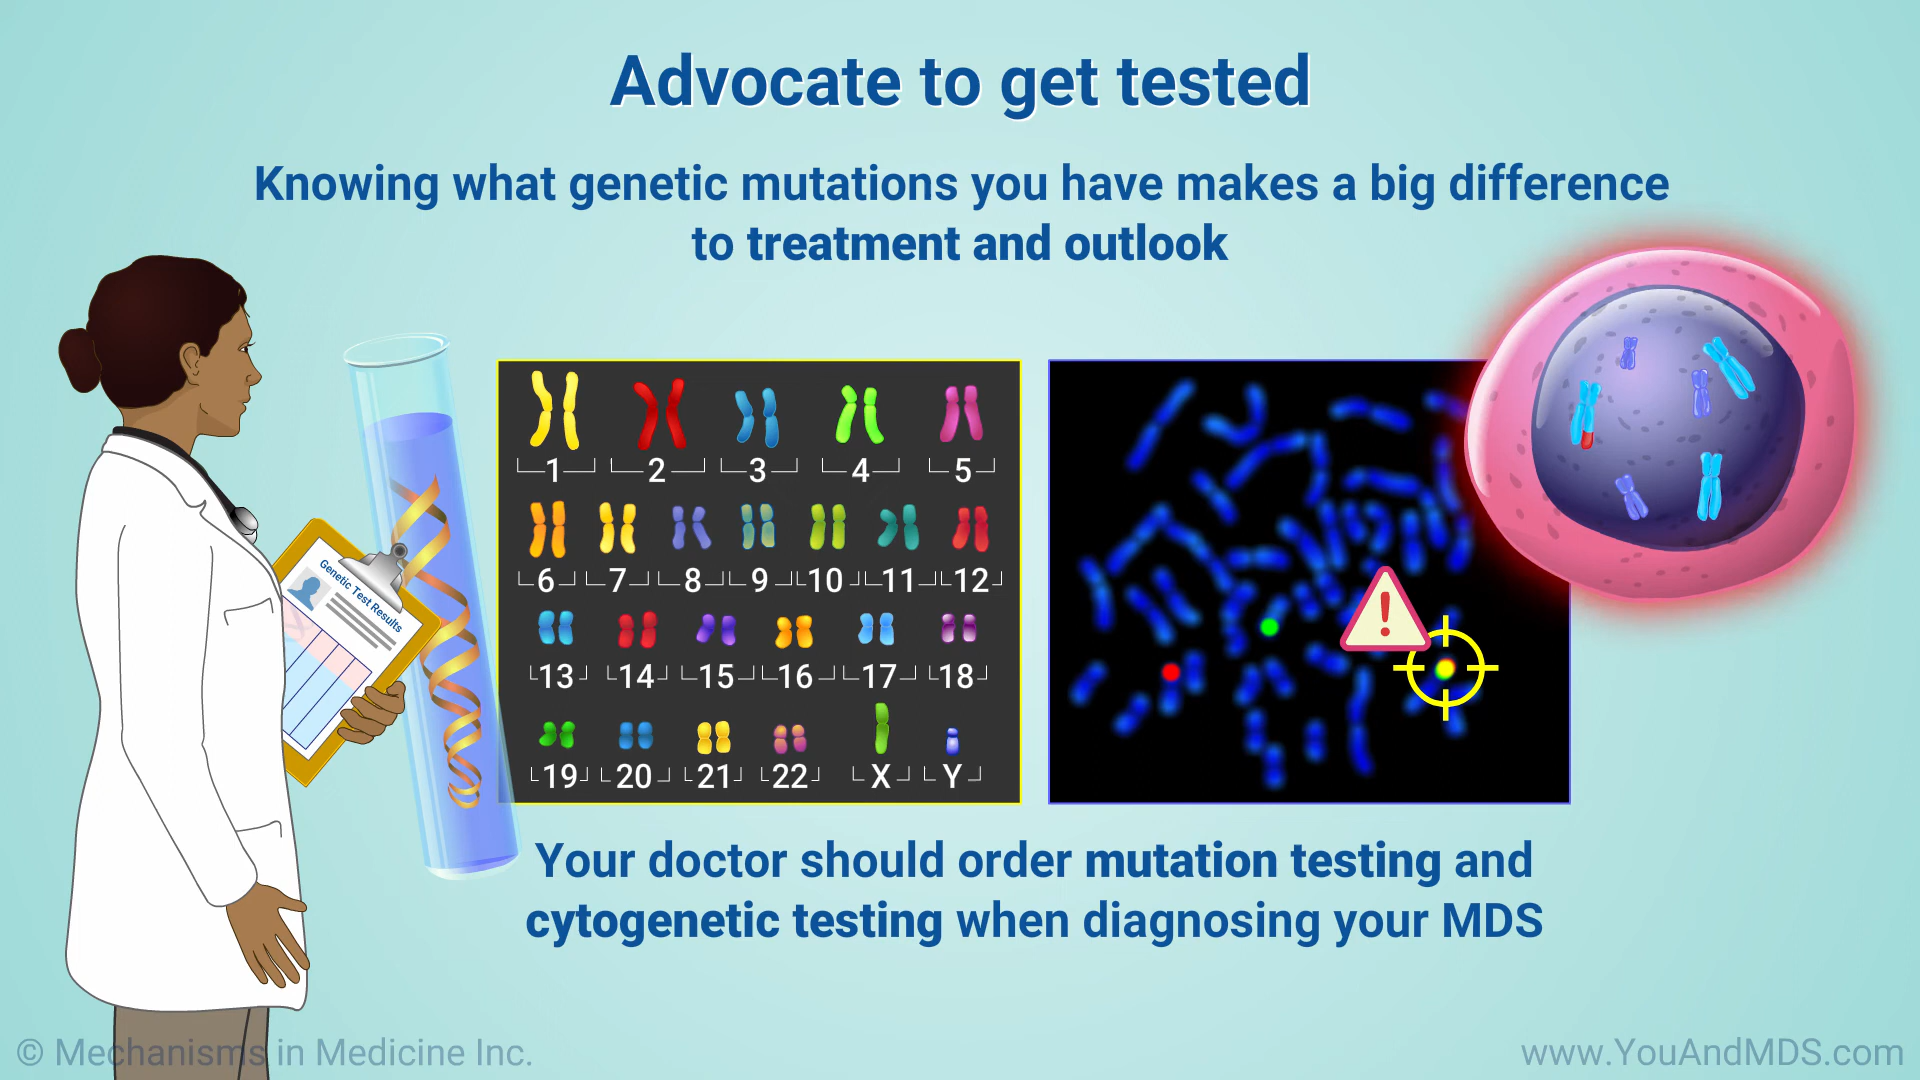 Advocate to get tested
Knowing what genetic mutations you have makes a big difference
to treatment and outlook
Genetic Test Results
1 2 3 4 5
6 7 8 9 10 11 12
13 14 15 16 17 18
19 20 21 22 X Y
!
Your doctor should order mutation testing and
cytogenetic testing when diagnosing your MDS
© Mechanisms in Medicine Inc.
www.YouAndMDS.com